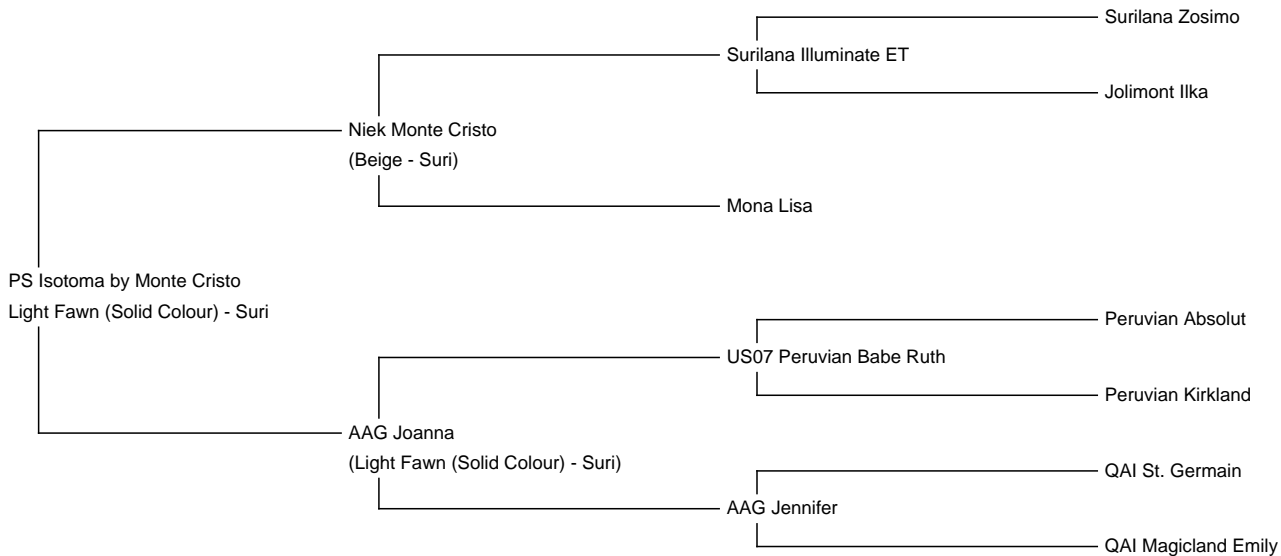 Surilana Zosimo
Surilana Illuminate ET
Jolimont Ilka
Niek Monte Cristo
(Beige - Suri)
Mona Lisa
PS Isotoma by Monte Cristo
Light Fawn (Solid Colour) - Suri
Peruvian Absolut
US07 Peruvian Babe Ruth
Peruvian Kirkland
AAG Joanna
(Light Fawn (Solid Colour) - Suri)
QAI St. Germain
AAG Jennifer
QAI Magicland Emily